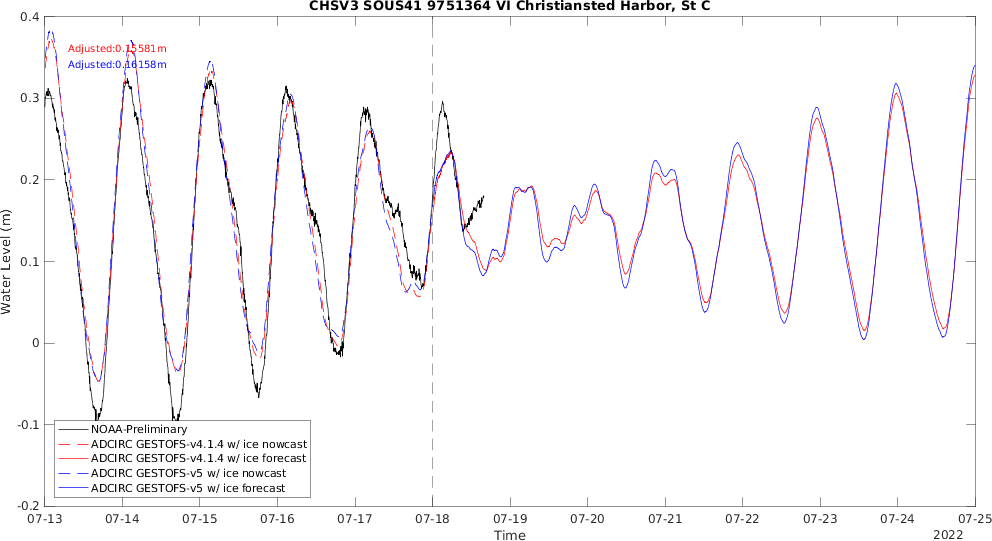 CHSV3 SOUS41 9751364 VI Christiansted Harbor, St C
Adjusted:0.15581m
Adjusted:0.16158m
0.4
0.3
0.2
0.1
0
-0.1
-0.2
Water Level (m)
NOAA-Preliminary
ADCIRC GESTOFS-v4.1.4 w/ ice nowcast
ADCIRC GESTOFS-v4.1.4 w/ ice forecast
ADCIRC GESTOFS-v5 w/ ice nowcast
ADCIRC GESTOFS-v5 w/ ice forecast
07-13 07-14 07-15 07-16 07-17 07-18 07-19 07-20 07-21 07-22 07-23 07-24 07-25
Time
2022